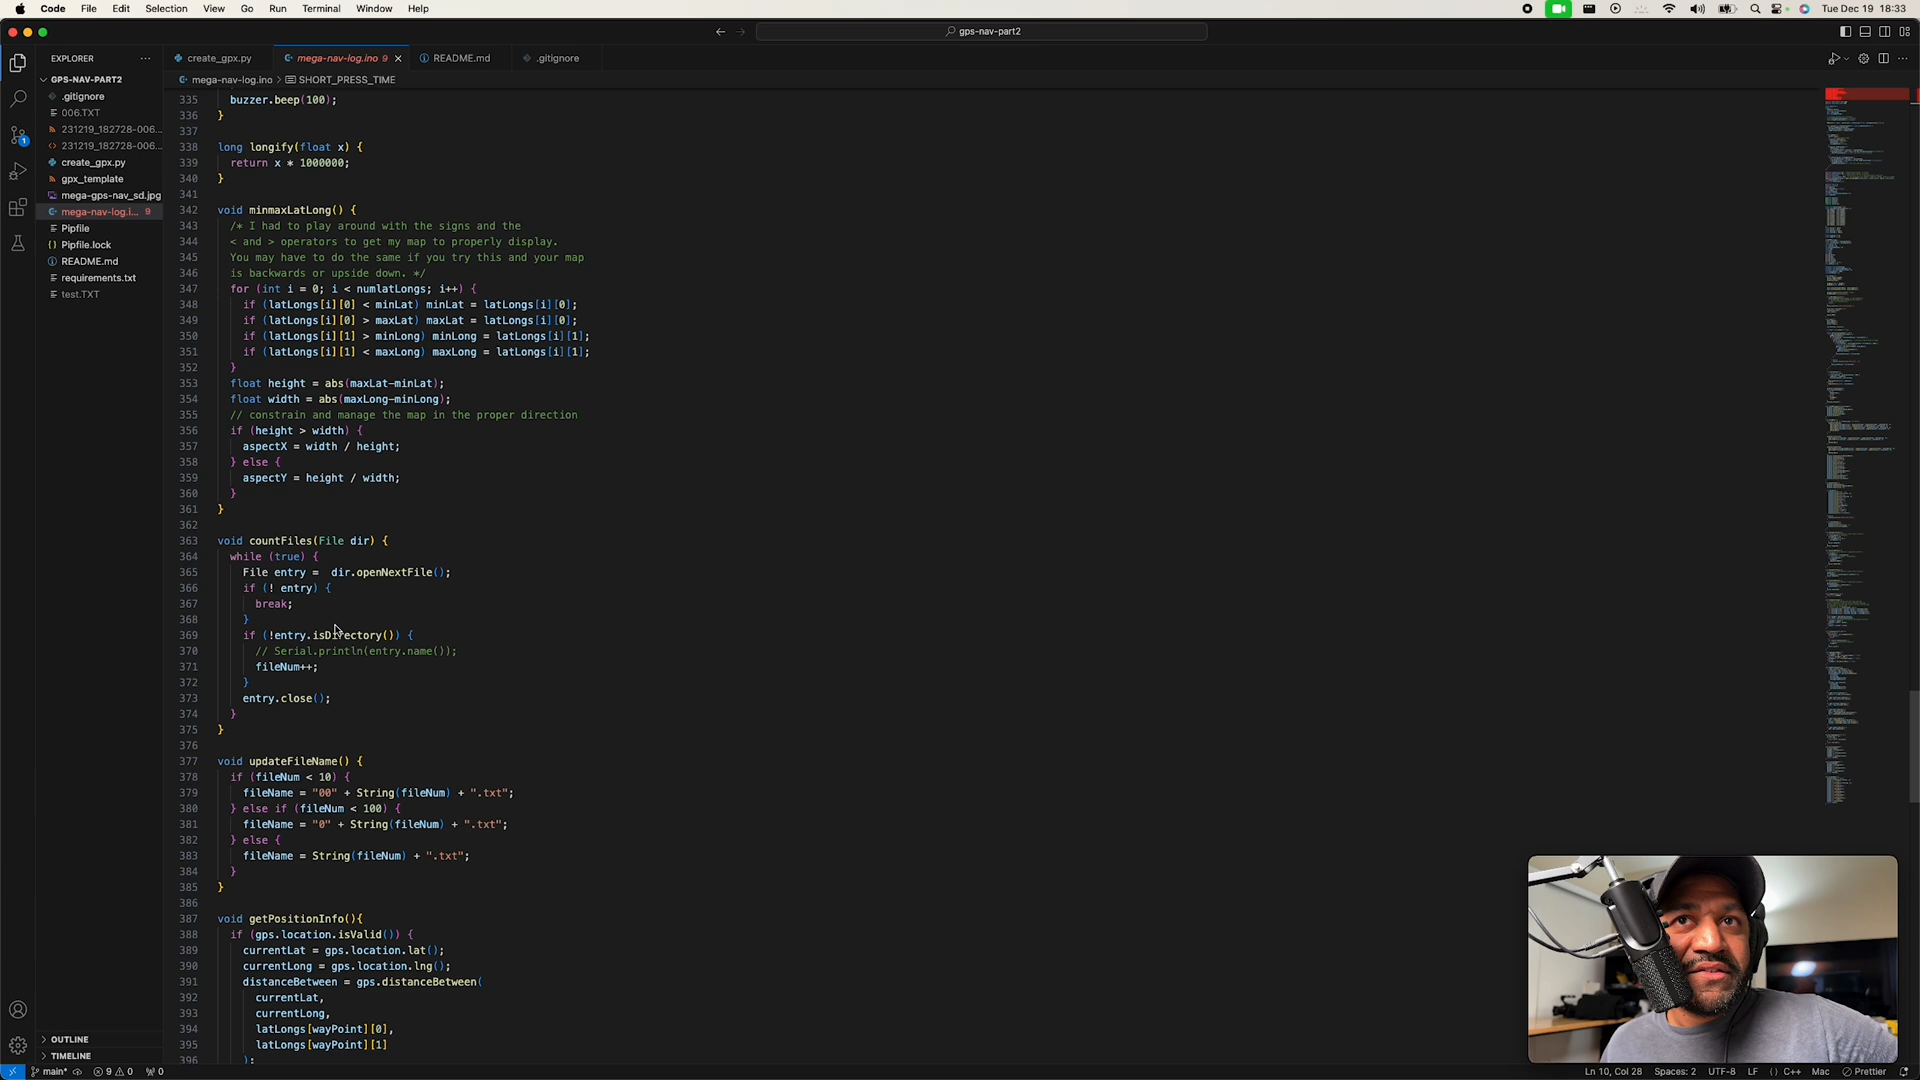 Code File Edit Selection View Go Run Terminal Window Help
Tue Dec 19 18:33
gps-nav-part2
EXPLORER
create_gpx.py
mega-nav-log.ino 9
README.md
.gitignore
GPS-NAV-PART2
mega-nav-log.ino > SHORT_PRESS_TIME
.gitignore
006.TXT
231219_182728-006...
231219_182728-006...
create_gpx.py
gpx_template
mega-gps-nav_sd.jpg
mega-nav-log.i... 9
Pipfile
Pipfile.lock
README.md
requirements.txt
test.TXT
335 buzzer.beep(100);
336 }
337
338 long longify(float x) {
339 return x * 1000000;
340 }
341
342 void minmaxLatLong() {
343 /* I had to play around with the signs and the
344 < and > operators to get my map to properly display.
345 You may have to do the same if you try this and your map
346 is backwards or upside down. */
347 for (int i = 0; i < numlatLongs; i++) {
348 if (latLongs[i][0] < minLat) minLat = latLongs[i][0];
349 if (latLongs[i][0] > maxLat) maxLat = latLongs[i][0];
350 if (latLongs[i][1] > minLong) minLong = latLongs[i][1];
351 if (latLongs[i][1] < maxLong) maxLong = latLongs[i][1];
352 }
353 float height = abs(maxLat-minLat);
354 float width = abs(maxLong-minLong);
355 // constrain and manage the map in the proper direction
356 if (height > width) {
357 aspectX = width / height;
358 } else {
359 aspectY = height / width;
360 }
361 }
362
363 void countFiles(File dir) {
364 while (true) {
365 File entry =  dir.openNextFile();
366 if (! entry) {
367 break;
368 }
369 if (!entry.isDirectory()) {
370 // Serial.println(entry.name());
371 fileNum++;
372 }
373 entry.close();
374 }
375 }
376
377 void updateFileName() {
378 if (fileNum < 10) {
379 fileName = "00" + String(fileNum) + ".txt";
380 } else if (fileNum < 100) {
381 fileName = "0" + String(fileNum) + ".txt";
382 } else {
383 fileName = String(fileNum) + ".txt";
384 }
385 }
386
387 void getPositionInfo(){
388 if (gps.location.isValid()) {
389 currentLat = gps.location.lat();
390 currentLong = gps.location.lng();
391 distanceBetween = gps.distanceBetween(
392 currentLat,
393 currentLong,
394 latLongs[wayPoint][0],
395 latLongs[wayPoint][1]
396 );
OUTLINE
TIMELINE
main* 9 0 0
Ln 10, Col 28 Spaces: 2 UTF-8 LF {} C++ Mac Prettier